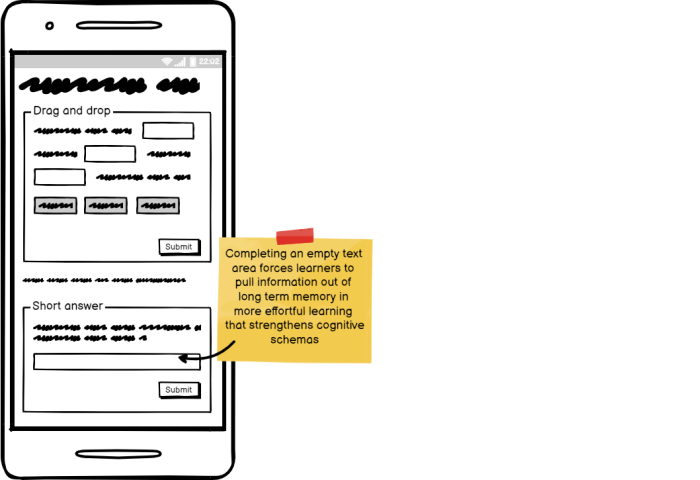 22:02
Drag and drop
Submit
Short answer
Submit
Completing an empty text
area forces learners to
pull information out of
long term memory in
more effortful learning
that strengthens cognitive
schemas